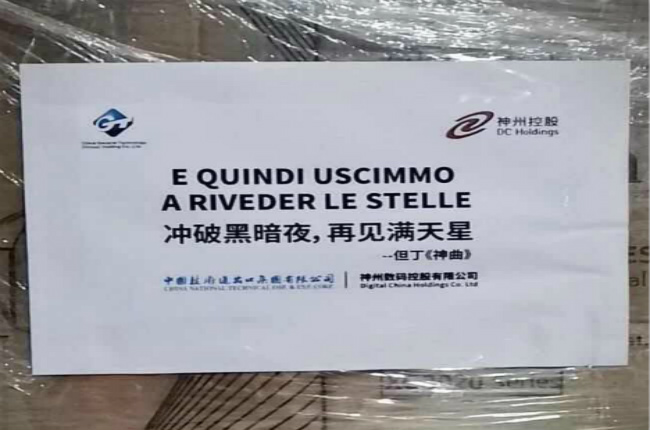 GT
神州控股
DC Holdings
E QUINDI USCIMMO
A RIVEDER LE STELLE
冲破黑暗夜，再见满天星
--但丁《神曲》
中国技术进出口集团有限公司
CHINA NATIONAL TECHNICAL IMP. & EXP. CORP.
神州数码控股有限公司
Digital China Holdings Co. Ltd
series